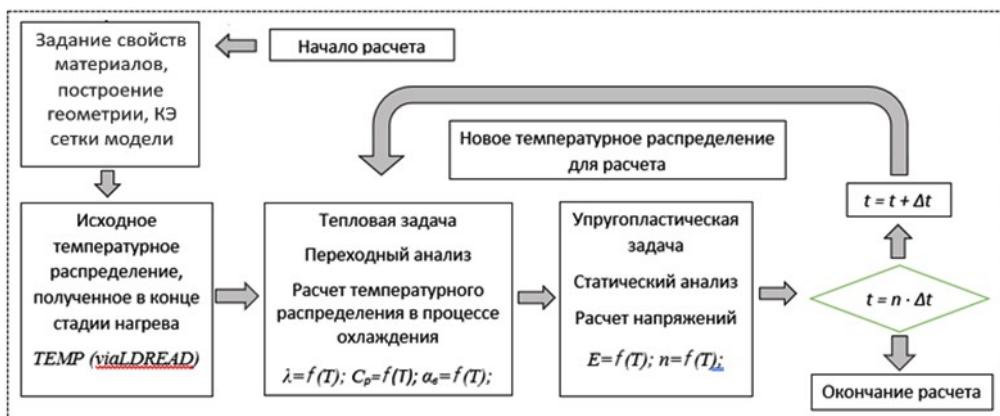 Задание свойств
материалов,
построение
геометрии, КЭ
сетки модели
Начало расчета
Новое температурное распределение
для расчета
Исходное
температурное
распределение,
полученное в конце
стадии нагрева
TEMP (viaLDREAD)
Тепловая задача
Переходный анализ
Расчет температурного
распределения в процессе
охлаждения
λ=f(T); Cp=f(T); αв=f(T);
Упругопластическая
задача
Статический анализ
Расчет напряжений
E=f(T); n=f(T);
t = t + Δt
t = n · Δt
Окончание расчета